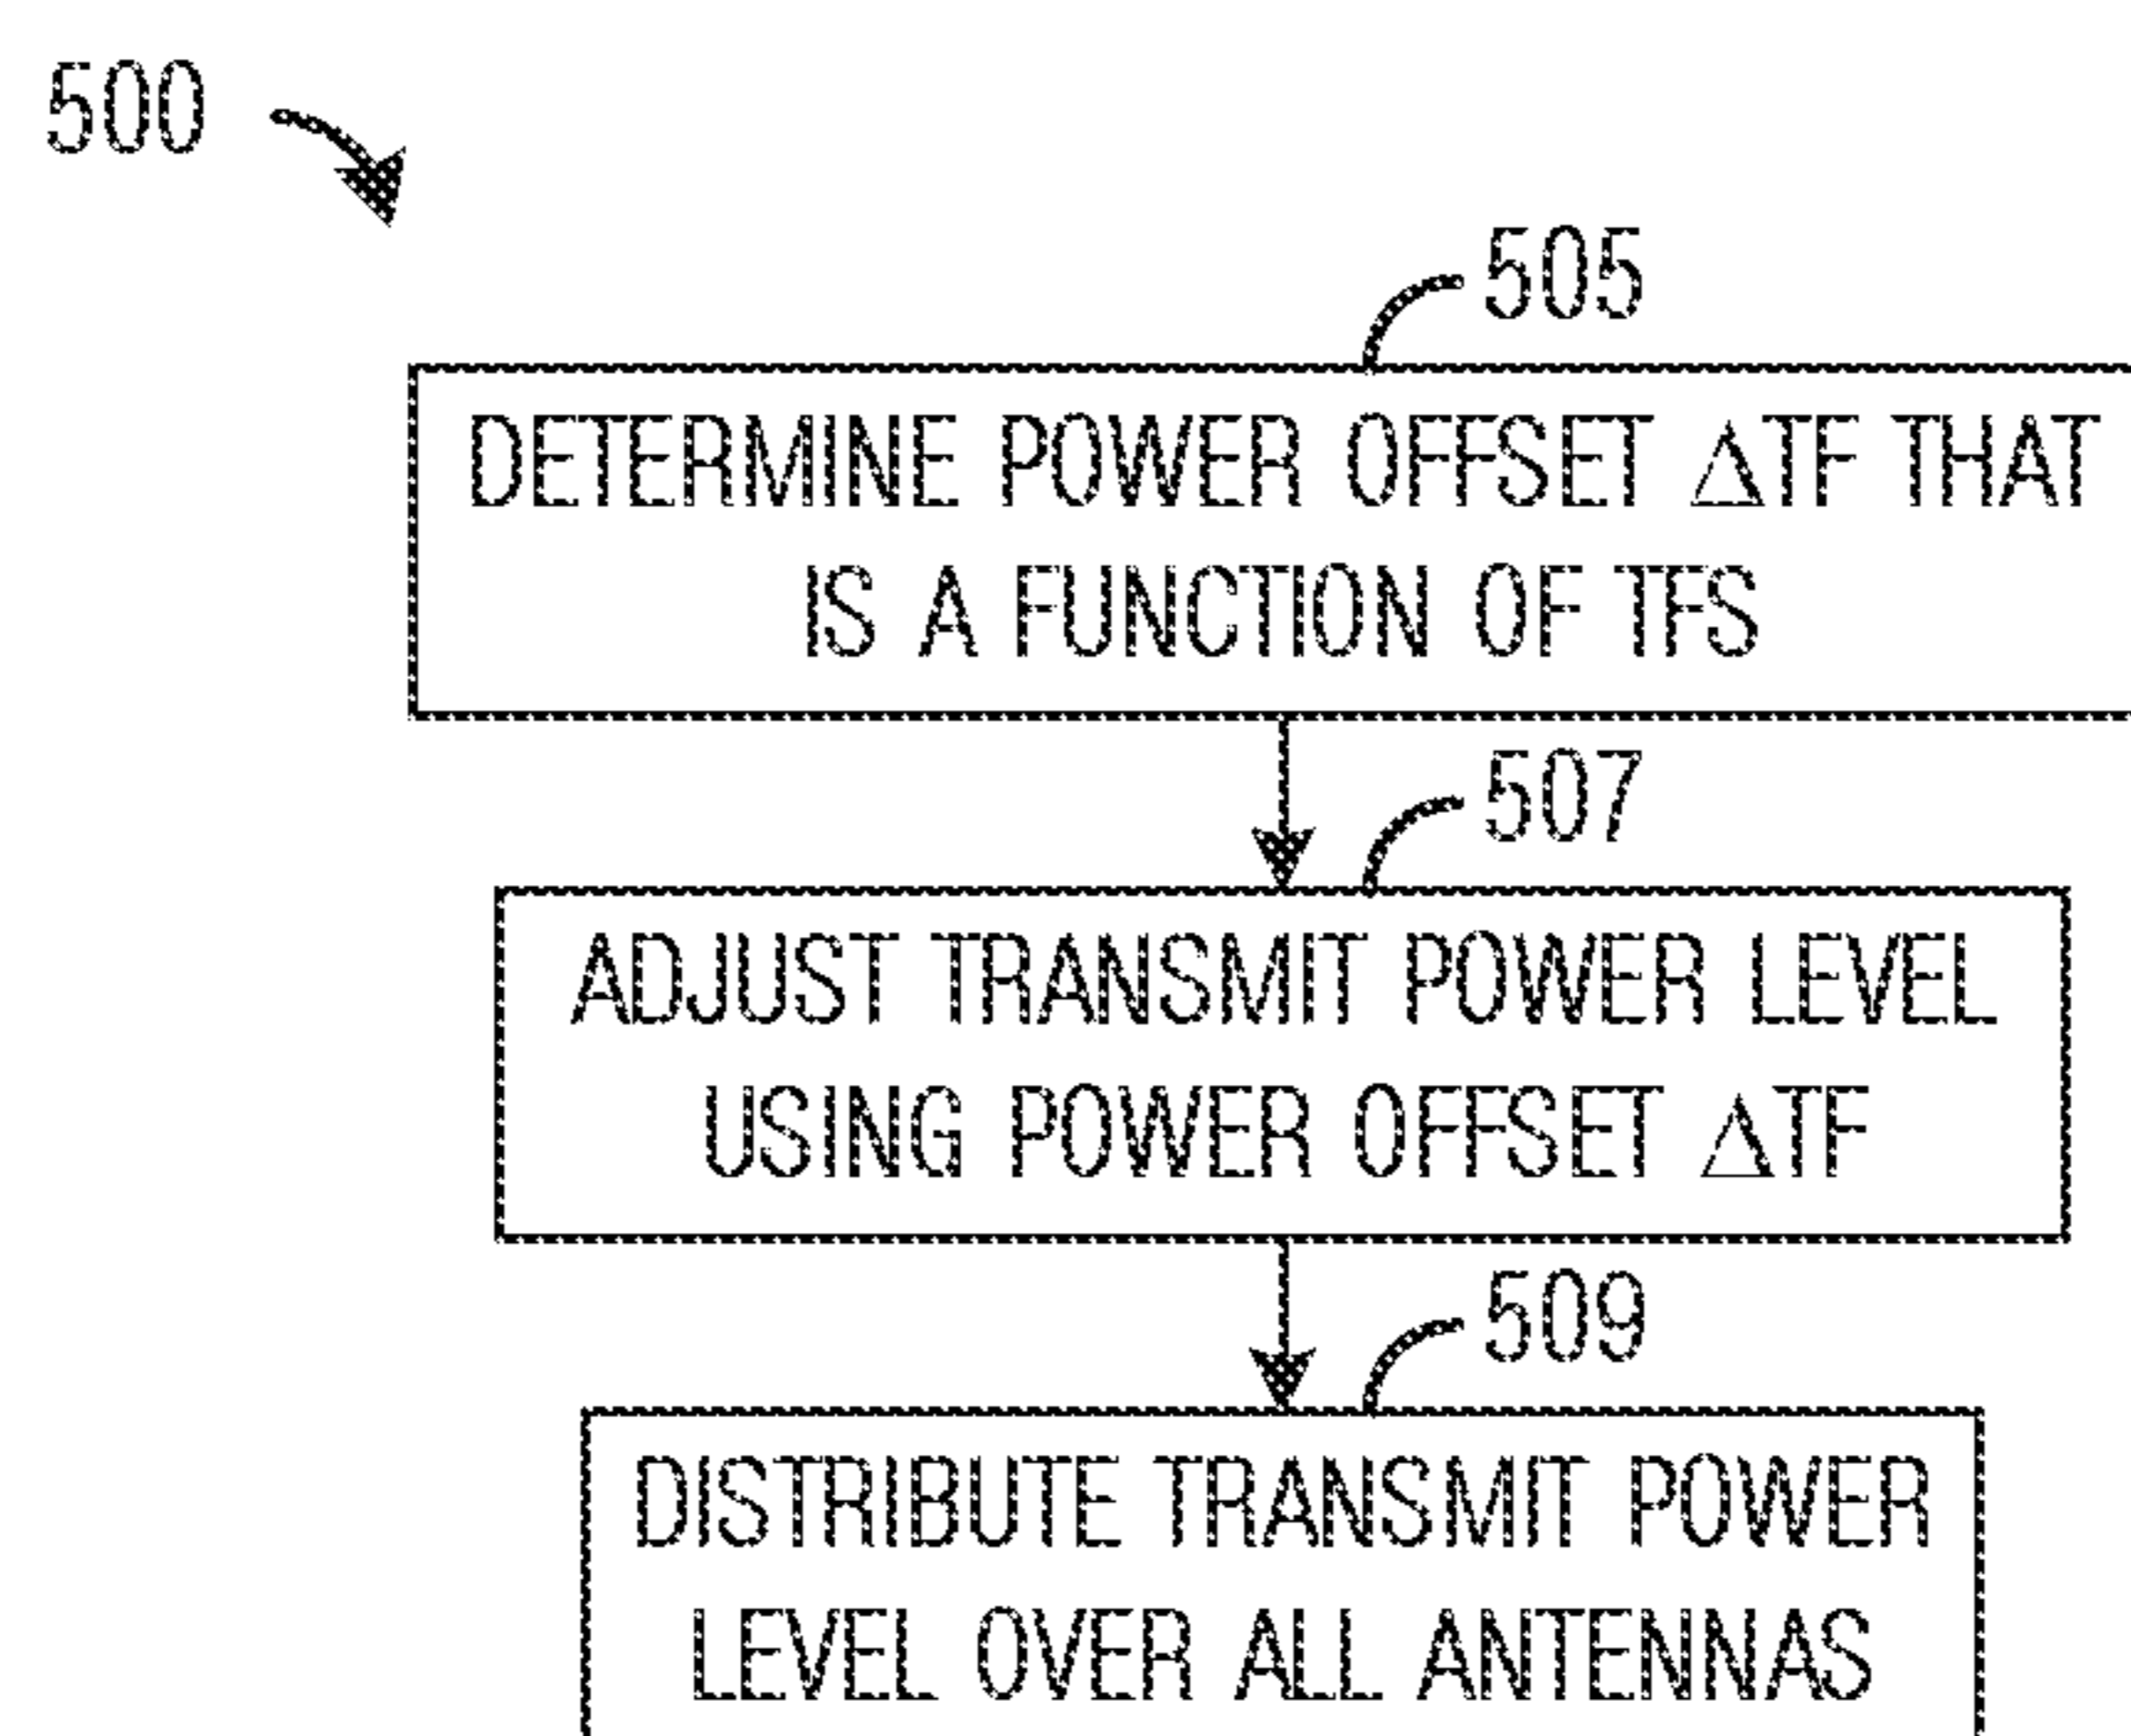 500
505
DETERMINE POWER OFFSET ΔTF THAT
IS A FUNCTION OF TFS
507
ADJUST TRANSMIT POWER LEVEL
USING POWER OFFSET ΔTF
509
DISTRIBUTE TRANSMIT POWER
LEVEL OVER ALL ANTENNAS